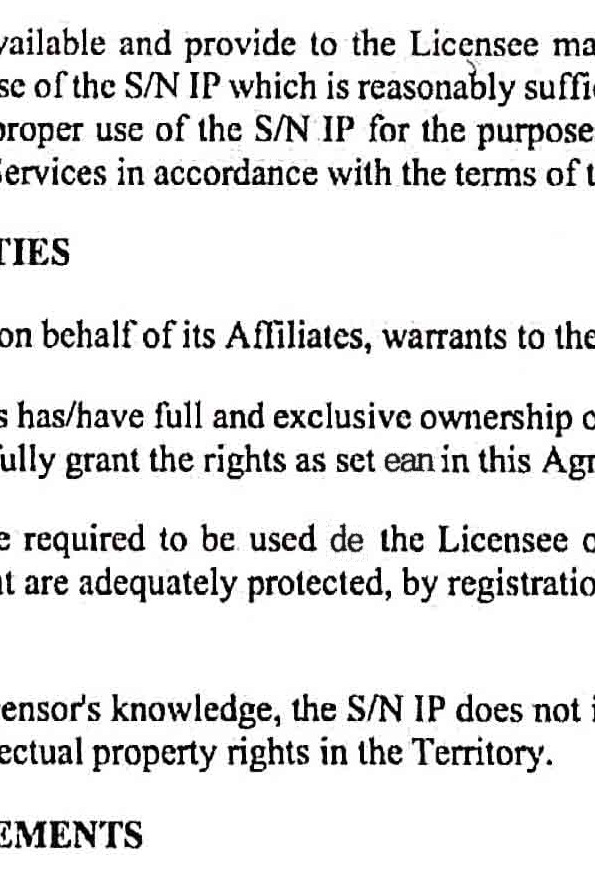 vailable and provide to the Licensee ma
se of the S/N IP which is reasonably suffi
proper use of the S/N IP for the purpose
Services in accordance with the terms of t
TIES
on behalf of its Affiliates, warrants to the
s has/have full and exclusive ownership o
ully grant the rights as set ean in this Agr
e required to be used de the Licensee o
t are adequately protected, by registratio
ensor's knowledge, the S/N IP does not i
ectual property rights in the Territory.
EMENTS